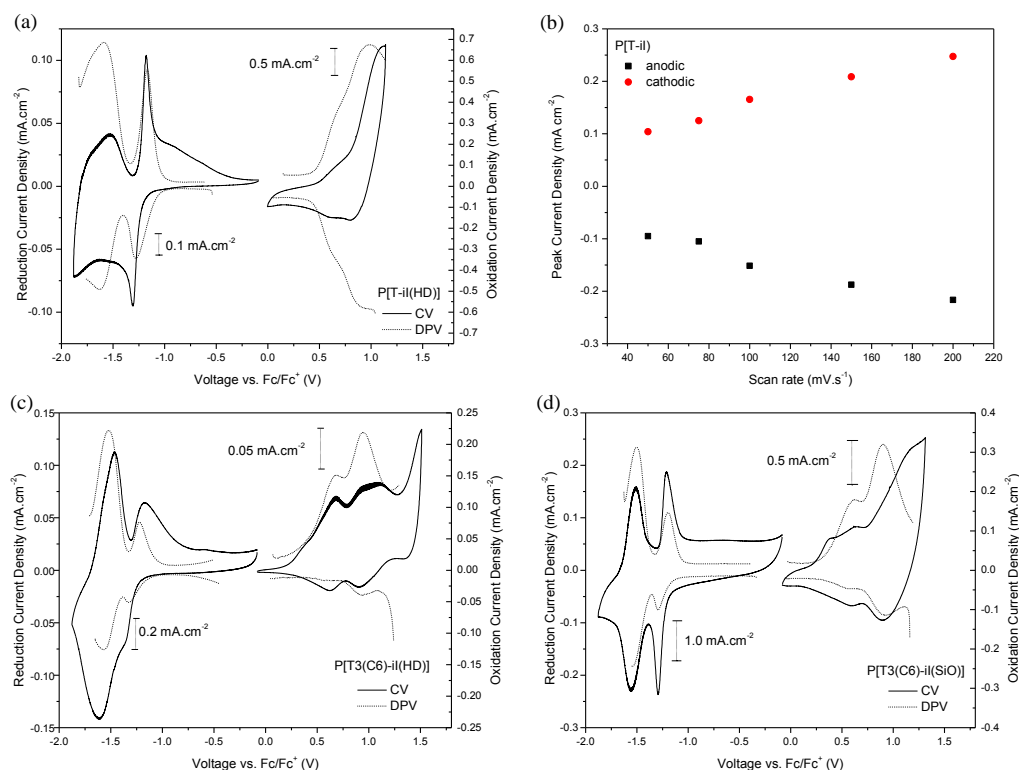 (a)
0.10
0.05
0.00
-0.05
-0.10
Reduction Current Density (mA.cm-2)
0.7
0.6
0.5
0.4
0.3
0.2
0.1
0.0
-0.1
-0.2
-0.3
-0.4
-0.5
-0.6
-0.7
Oxidation Current Density (mA.cm-2)
0.5 mA.cm-2
0.1 mA.cm-2
P[T-iI(HD)]
CV
DPV
-2.0 -1.5 -1.0 -0.5 0.0 0.5 1.0 1.5
Voltage vs. Fc/Fc+ (V)
(b)
0.3
0.2
0.1
0.0
-0.1
-0.2
-0.3
Peak Current Density (mA cm-2)
P[T-iI)
anodic
cathodic
40 60 80 100 120 140 160 180 200 220
Scan rate (mV.s-1)
(c)
0.15
0.10
0.05
0.00
-0.05
-0.10
-0.15
Reduction Current Density (mA.cm-2)
0.25
0.20
0.15
0.10
0.05
0.00
-0.05
-0.10
-0.15
-0.20
-0.25
Oxidation Current Density (mA.cm-2)
0.05 mA.cm-2
0.2 mA.cm-2
P[T3(C6)-iI(HD)]
CV
DPV
-2.0 -1.5 -1.0 -0.5 0.0 0.5 1.0 1.5
Voltage vs. Fc/Fc+ (V)
(d)
0.3
0.2
0.1
0.0
-0.1
-0.2
-0.3
Reduction Current Density (mA.cm-2)
0.4
0.3
0.2
0.1
0.0
-0.1
-0.2
-0.3
-0.4
Oxidation Current Density (mA.cm-2)
0.5 mA.cm-2
1.0 mA.cm-2
P[T3(C6)-iI(SiO)]
CV
DPV
-2.0 -1.5 -1.0 -0.5 0.0 0.5 1.0 1.5
Voltage vs. Fc/Fc+ (V)